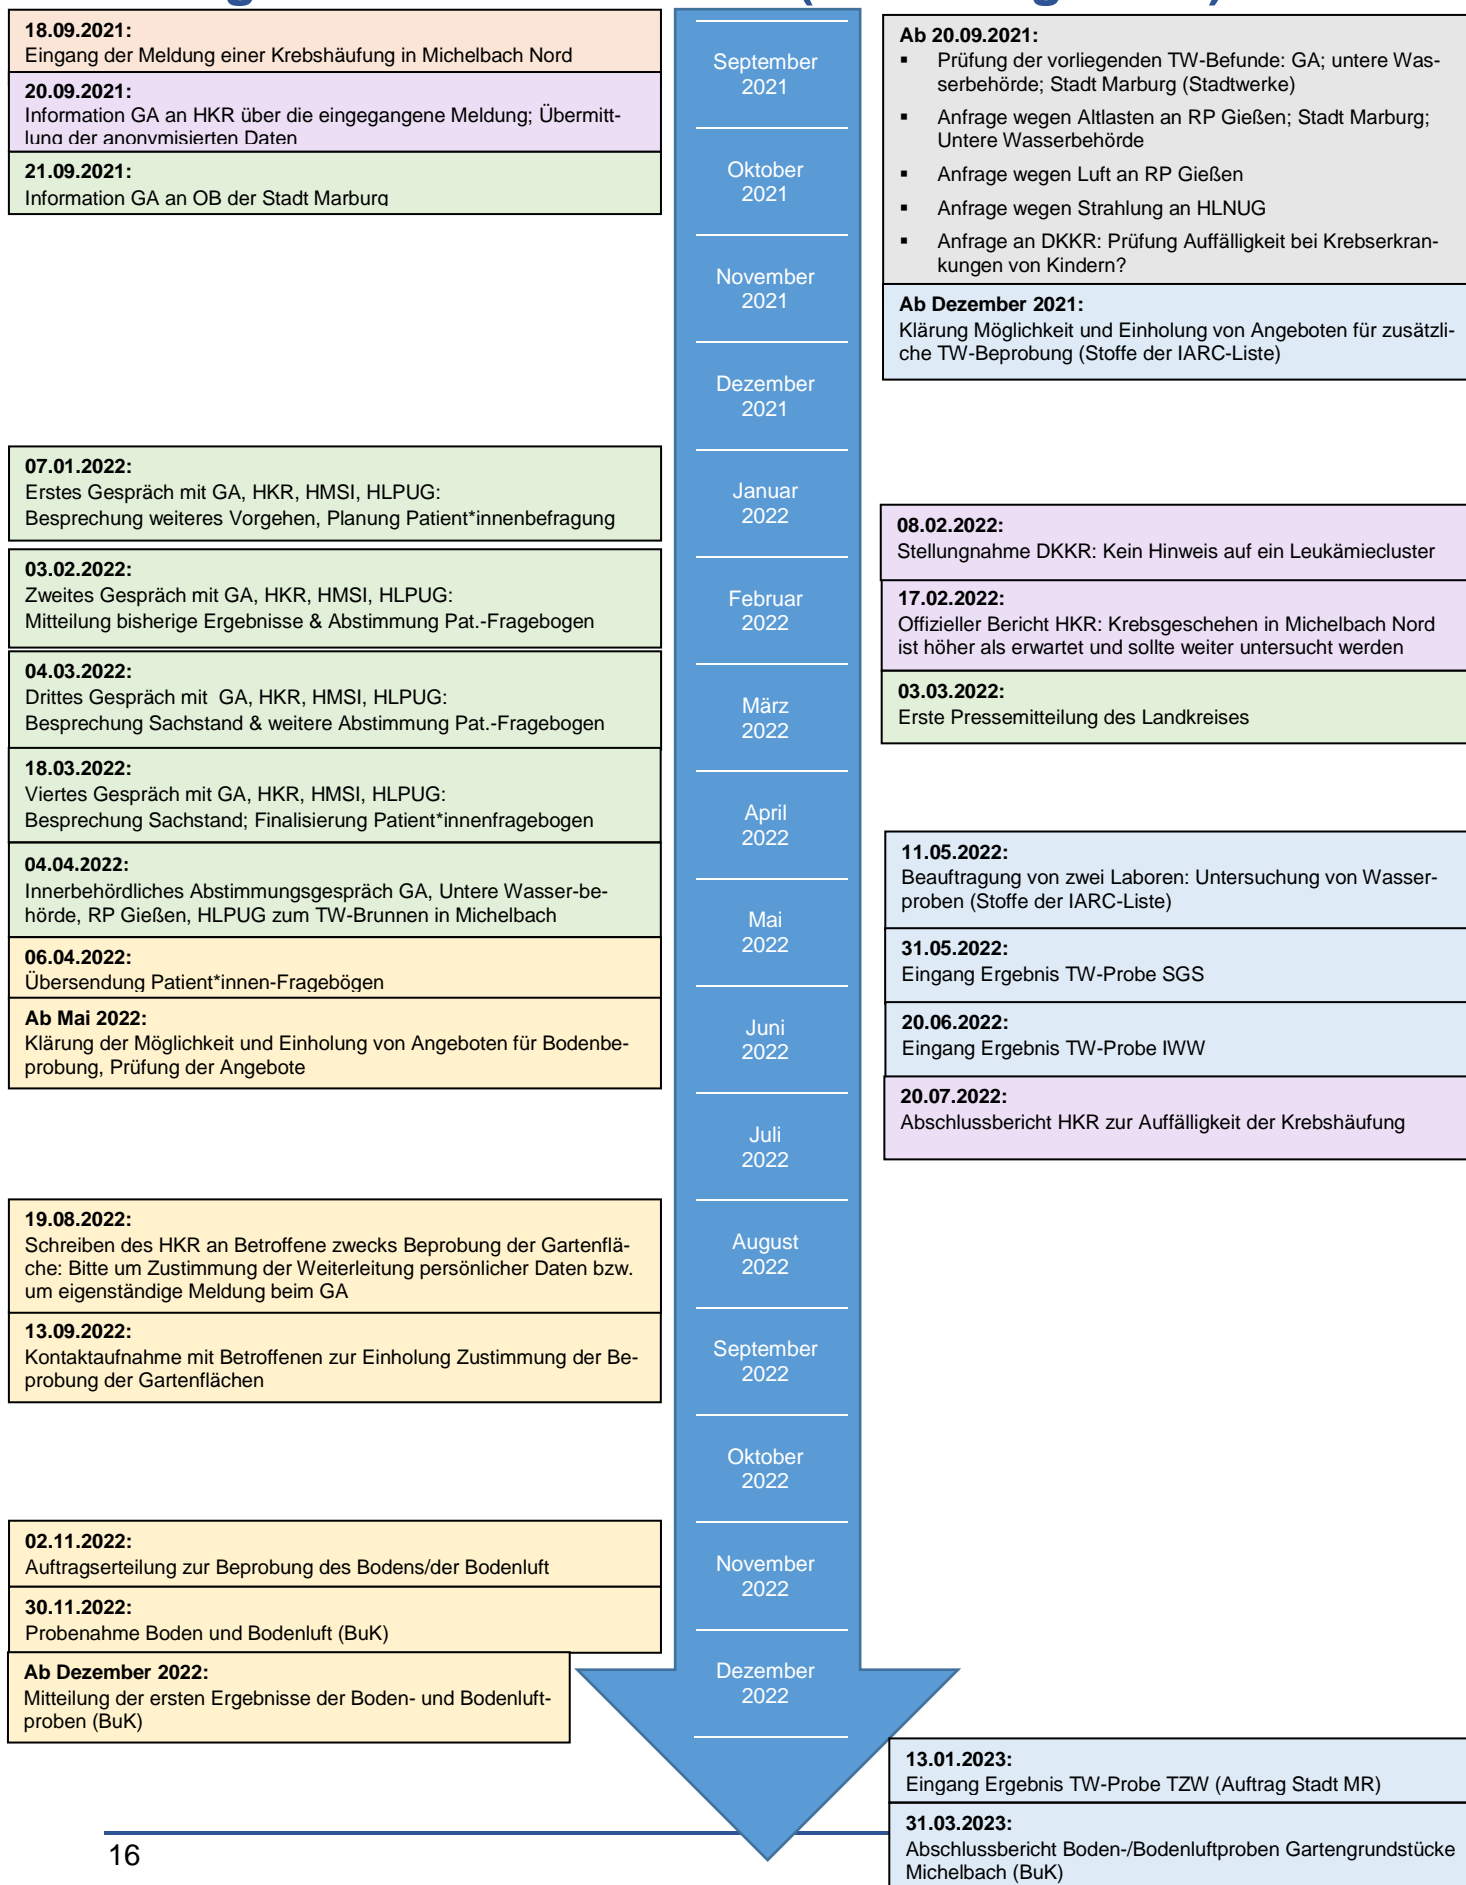 18.09.2021:
Eingang der Meldung einer Krebshäufung in Michelbach Nord
20.09.2021:
Information GA an HKR über die eingegangene Meldung; Übermitt-
lung der anonymisierten Daten
21.09.2021:
Information GA an OB der Stadt Marburg
07.01.2022:
Erstes Gespräch mit GA, HKR, HMSI, HLPUG:
Besprechung weiteres Vorgehen, Planung Patient*innenbefragung
03.02.2022:
Zweites Gespräch mit GA, HKR, HMSI, HLPUG:
Mitteilung bisherige Ergebnisse & Abstimmung Pat.-Fragebogen
04.03.2022:
Drittes Gespräch mit  GA, HKR, HMSI, HLPUG:
Besprechung Sachstand & weitere Abstimmung Pat.-Fragebogen
18.03.2022:
Viertes Gespräch mit GA, HKR, HMSI, HLPUG:
Besprechung Sachstand; Finalisierung Patient*innenfragebogen
04.04.2022:
Innerbehördliches Abstimmungsgespräch GA, Untere Wasser-be-
hörde, RP Gießen, HLPUG zum TW-Brunnen in Michelbach
06.04.2022:
Übersendung Patient*innen-Fragebögen
Ab Mai 2022:
Klärung der Möglichkeit und Einholung von Angeboten für Bodenbe-
probung, Prüfung der Angebote
19.08.2022:
Schreiben des HKR an Betroffene zwecks Beprobung der Gartenflä-
che: Bitte um Zustimmung der Weiterleitung persönlicher Daten bzw.
um eigenständige Meldung beim GA
13.09.2022:
Kontaktaufnahme mit Betroffenen zur Einholung Zustimmung der Be-
probung der Gartenflächen
02.11.2022:
Auftragserteilung zur Beprobung des Bodens/der Bodenluft
30.11.2022:
Probenahme Boden und Bodenluft (BuK)
Ab Dezember 2022:
Mitteilung der ersten Ergebnisse der Boden- und Bodenluft-
proben (BuK)
September
2021
Oktober
2021
November
2021
Dezember
2021
Januar
2022
Februar
2022
März
2022
April
2022
Mai
2022
Juni
2022
Juli
2022
August
2022
September
2022
Oktober
2022
November
2022
Dezember
2022
Ab 20.09.2021:
▪ Prüfung der vorliegenden TW-Befunde: GA; untere Was-
serbehörde; Stadt Marburg (Stadtwerke)
▪ Anfrage wegen Altlasten an RP Gießen; Stadt Marburg;
Untere Wasserbehörde
▪ Anfrage wegen Luft an RP Gießen
▪ Anfrage wegen Strahlung an HLNUG
▪ Anfrage an DKKR: Prüfung Auffälligkeit bei Krebserkran-
kungen von Kindern?
Ab Dezember 2021:
Klärung Möglichkeit und Einholung von Angeboten für zusätzli-
che TW-Beprobung (Stoffe der IARC-Liste)
08.02.2022:
Stellungnahme DKKR: Kein Hinweis auf ein Leukämiecluster
17.02.2022:
Offizieller Bericht HKR: Krebsgeschehen in Michelbach Nord
ist höher als erwartet und sollte weiter untersucht werden
03.03.2022:
Erste Pressemitteilung des Landkreises
11.05.2022:
Beauftragung von zwei Laboren: Untersuchung von Wasser-
proben (Stoffe der IARC-Liste)
31.05.2022:
Eingang Ergebnis TW-Probe SGS
20.06.2022:
Eingang Ergebnis TW-Probe IWW
20.07.2022:
Abschlussbericht HKR zur Auffälligkeit der Krebshäufung
13.01.2023:
Eingang Ergebnis TW-Probe TZW (Auftrag Stadt MR)
31.03.2023:
Abschlussbericht Boden-/Bodenluftproben Gartengrundstücke
Michelbach (BuK)
16